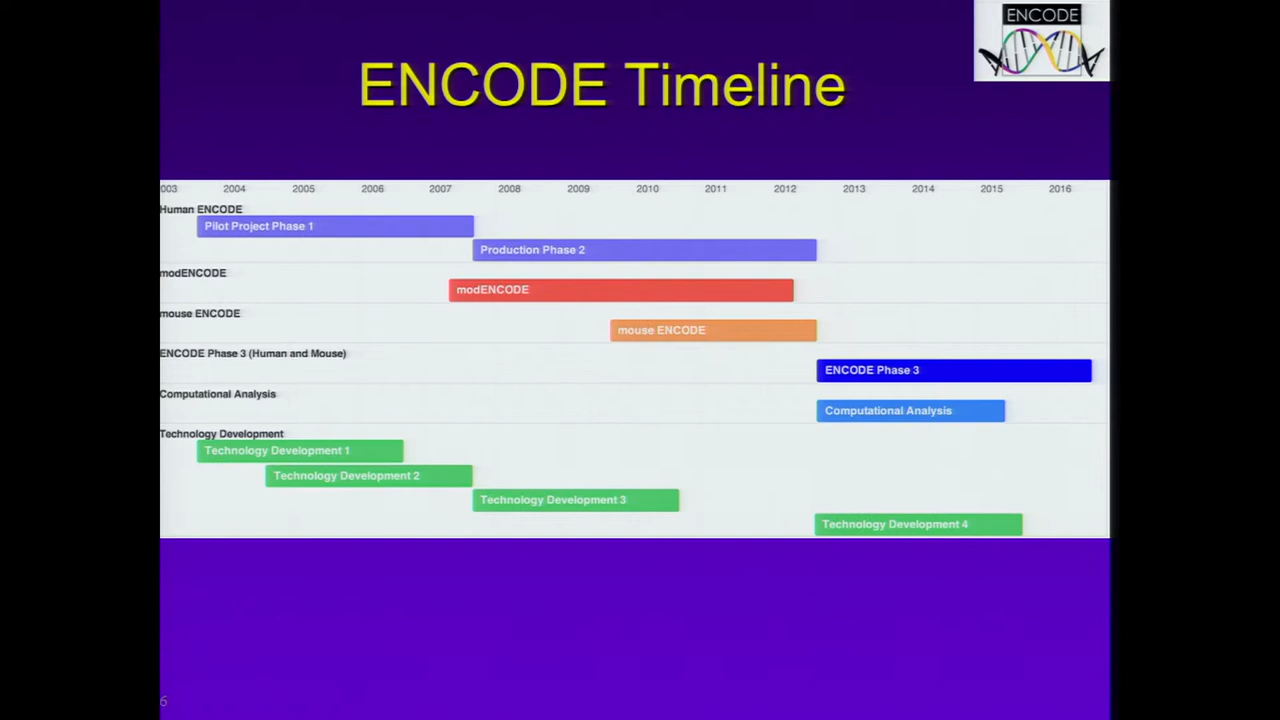 ENCODE
ENCODE Timeline
003 2004 2005 2006 2007 2008 2009 2010 2011 2012 2013 2014 2015 2016
Human ENCODE
Pilot Project Phase 1
Production Phase 2
modENCODE
modENCODE
mouse ENCODE
mouse ENCODE
ENCODE Phase 3 (Human and Mouse)
ENCODE Phase 3
Computational Analysis
Computational Analysis
Technology Development
Technology Development 1
Technology Development 2
Technology Development 3
Technology Development 4
6